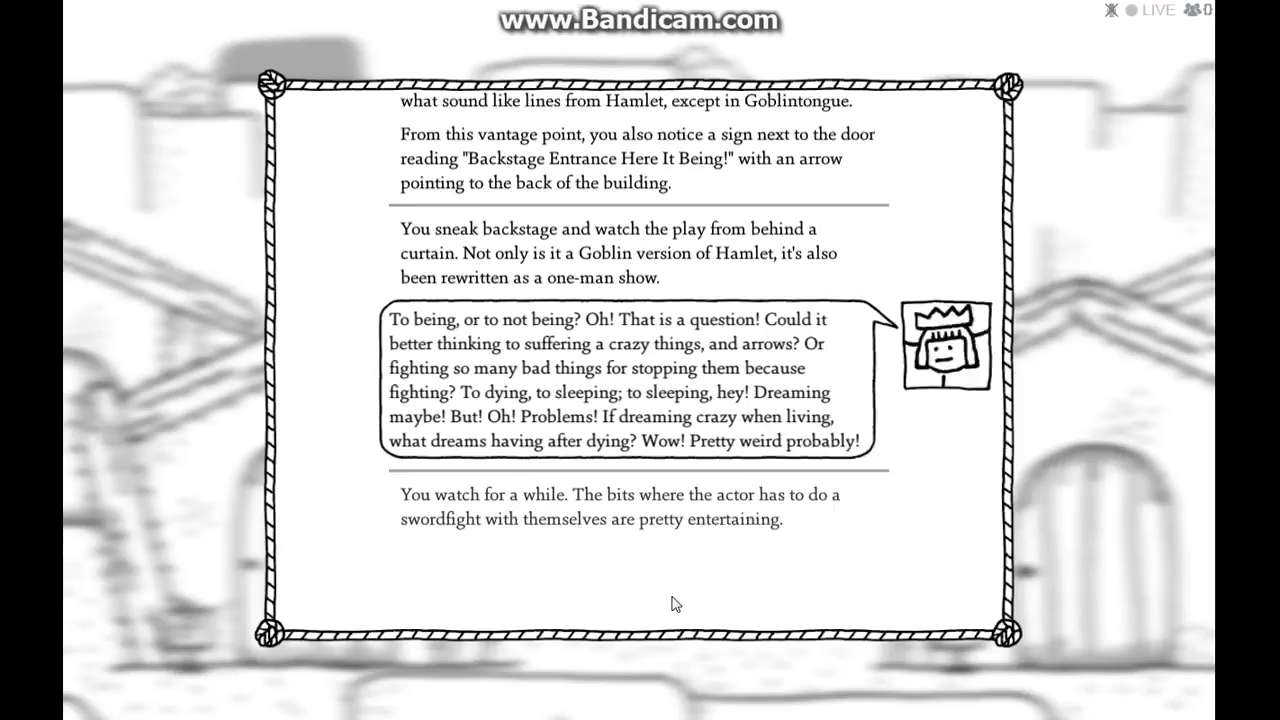 www.Bandicam.com
LIVE
0
what sound like lines from Hamlet, except in Goblintongue.
From this vantage point, you also notice a sign next to the door
reading "Backstage Entrance Here It Being!" with an arrow
pointing to the back of the building.
You sneak backstage and watch the play from behind a
curtain. Not only is it a Goblin version of Hamlet, it's also
been rewritten as a one-man show.
To being, or to not being? Oh! That is a question! Could it
better thinking to suffering a crazy things, and arrows? Or
fighting so many bad things for stopping them because
fighting? To dying, to sleeping; to sleeping, hey! Dreaming
maybe! But! Oh! Problems! If dreaming crazy when living,
what dreams having after dying? Wow! Pretty weird probably!
You watch for a while. The bits where the actor has to do a
swordfight with themselves are pretty entertaining.